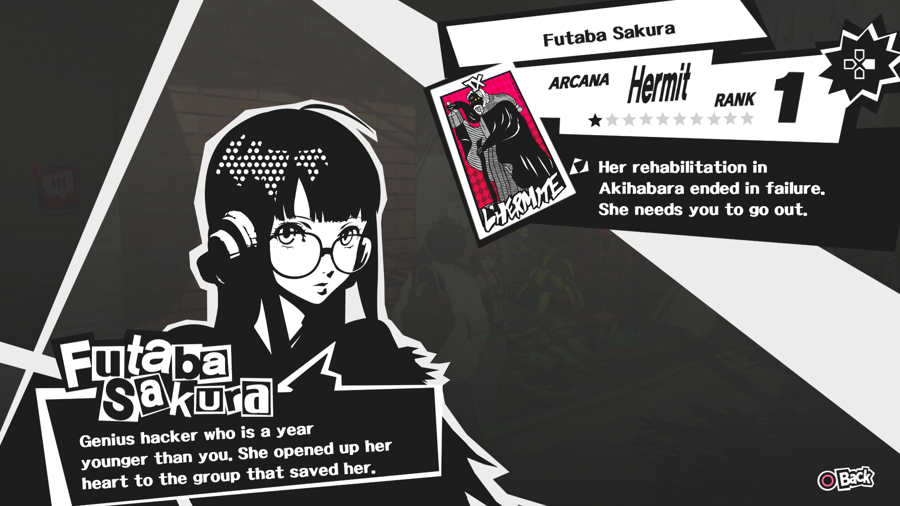 Futaba Sakura
ARCANA Hermit RANK 1
IX
L'HERMITE
Her rehabilitation in
Akihabara ended in failure.
She needs you to go out.
Futaba
Sakura
Genius hacker who is a year
younger than you. She opened up her
heart to the group that saved her.
Back